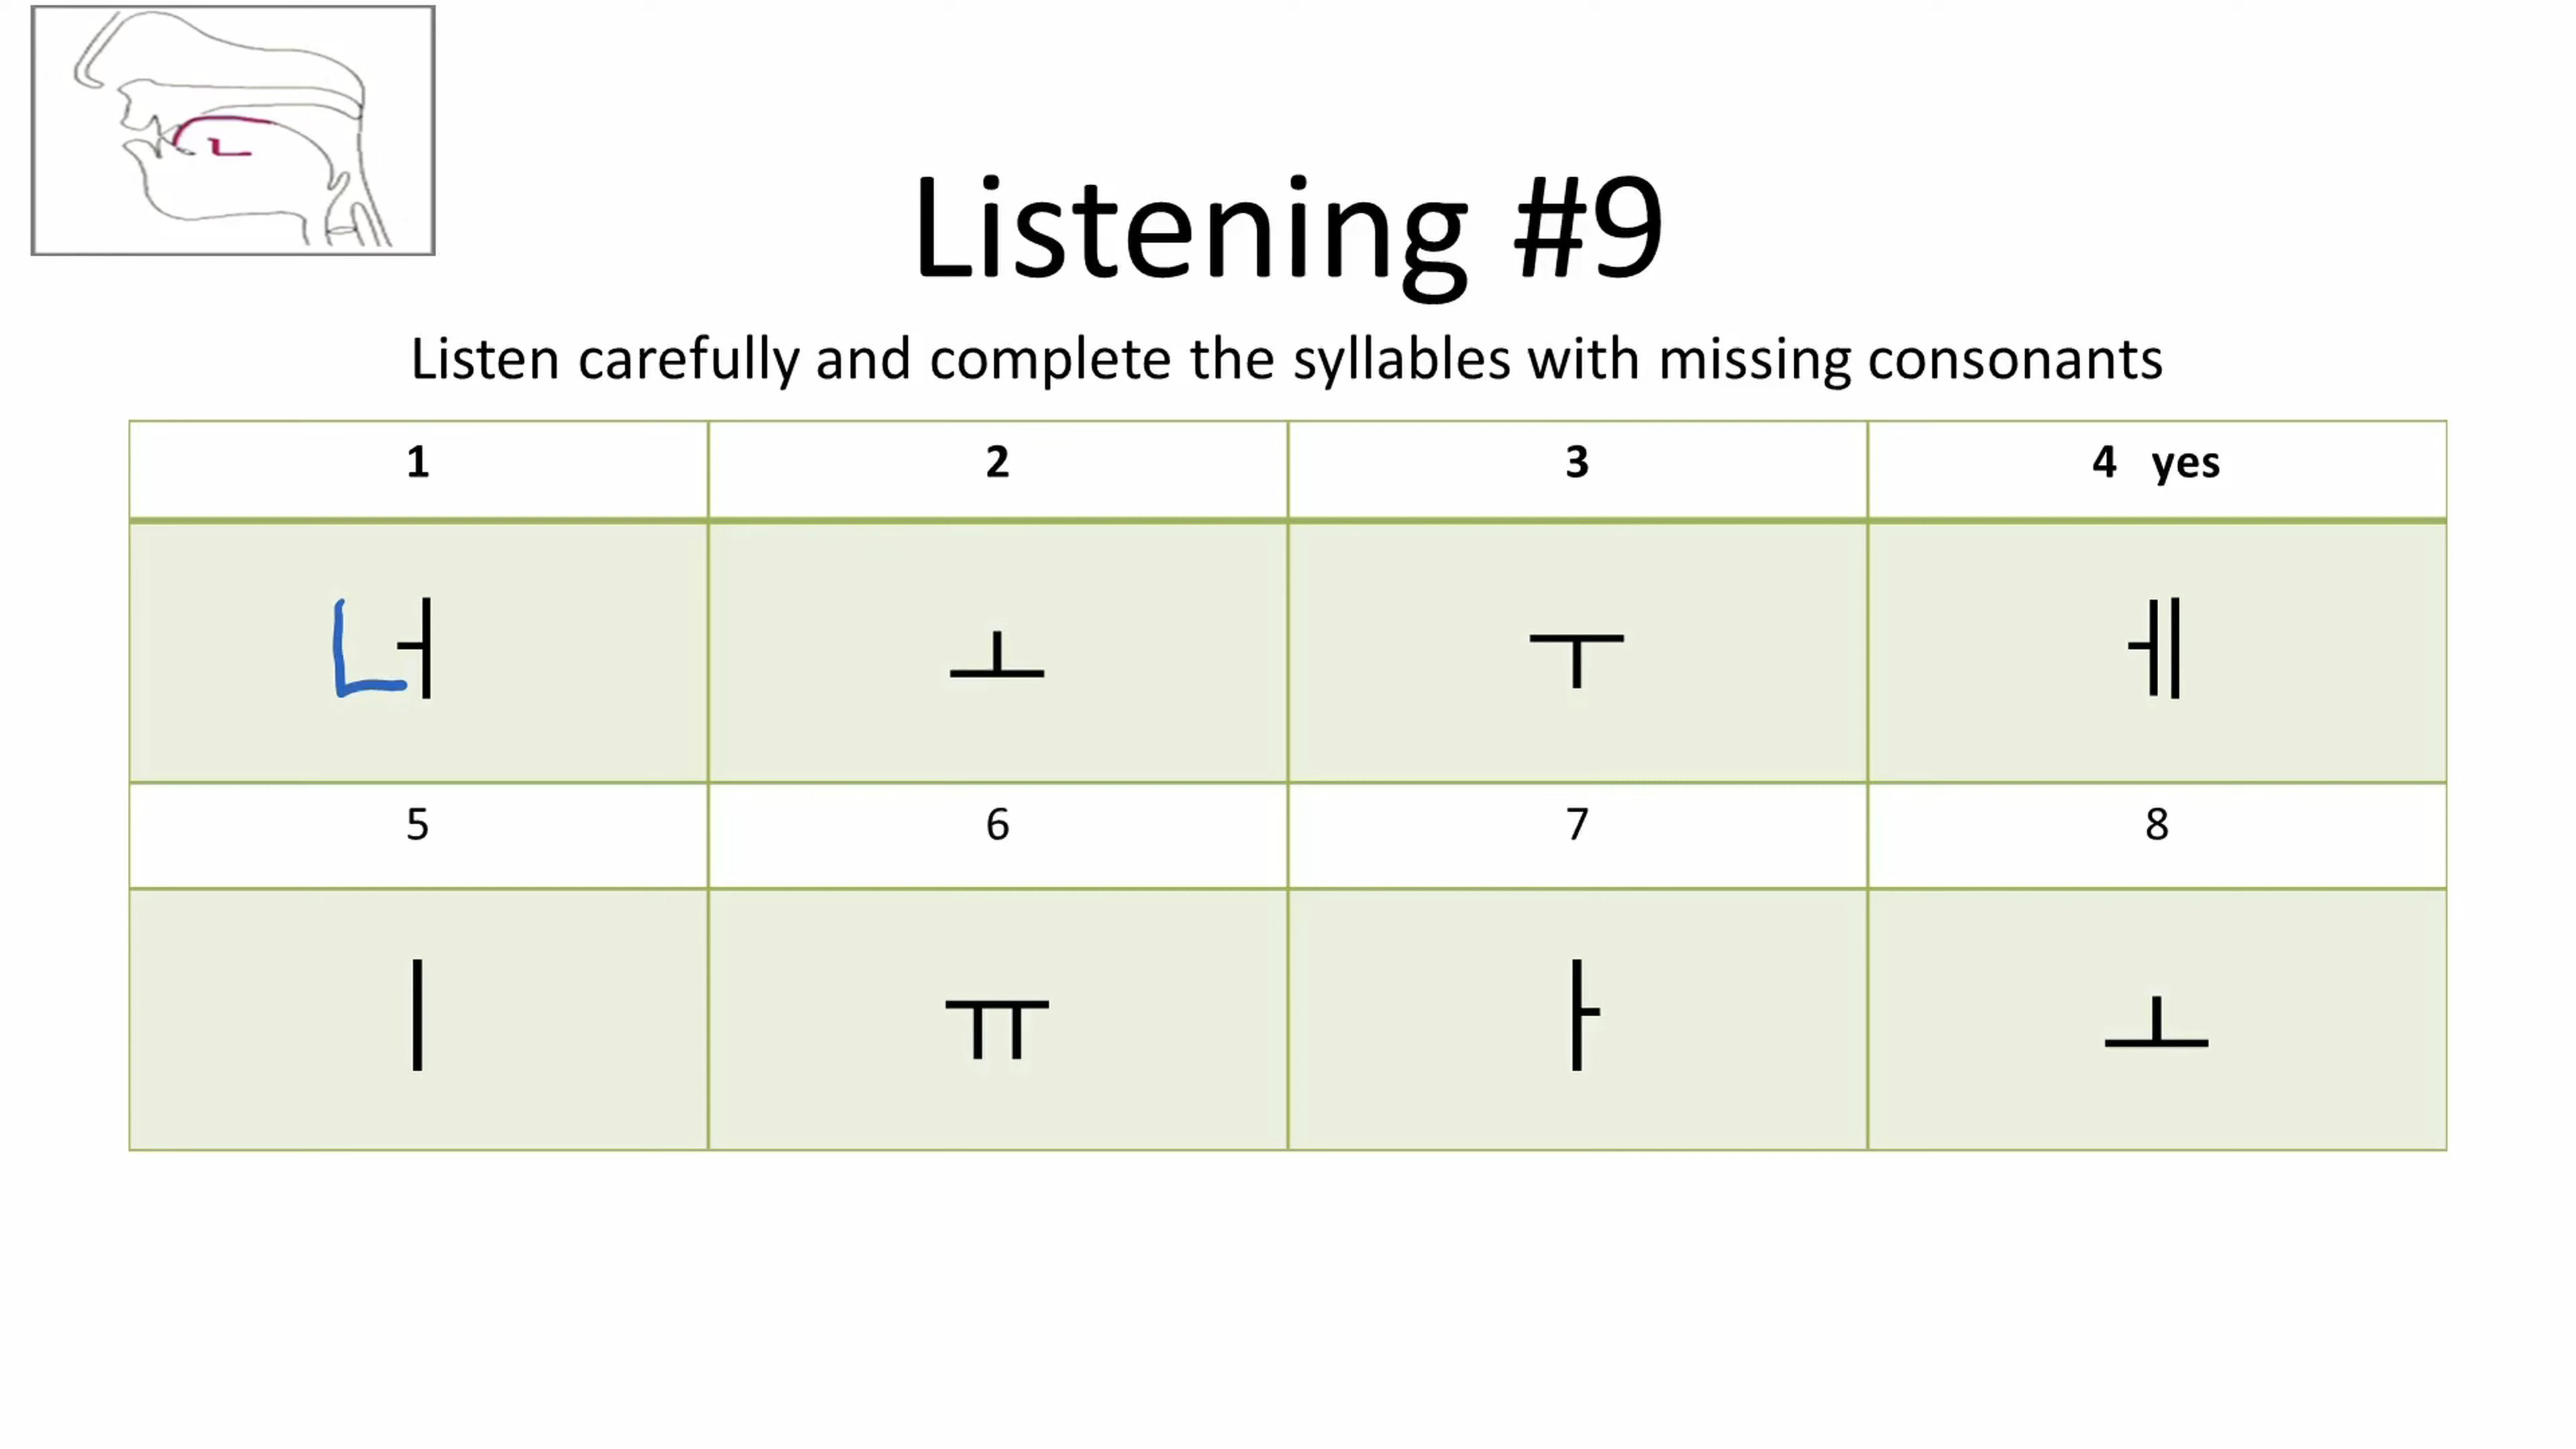 ㄴ
Listening #9
Listen carefully and complete the syllables with missing consonants
1 2 3 4 yes
너 ㅗ ㅜ ㅔ
5 6 7 8
ㅣ ㅠ ㅏ ㅗ